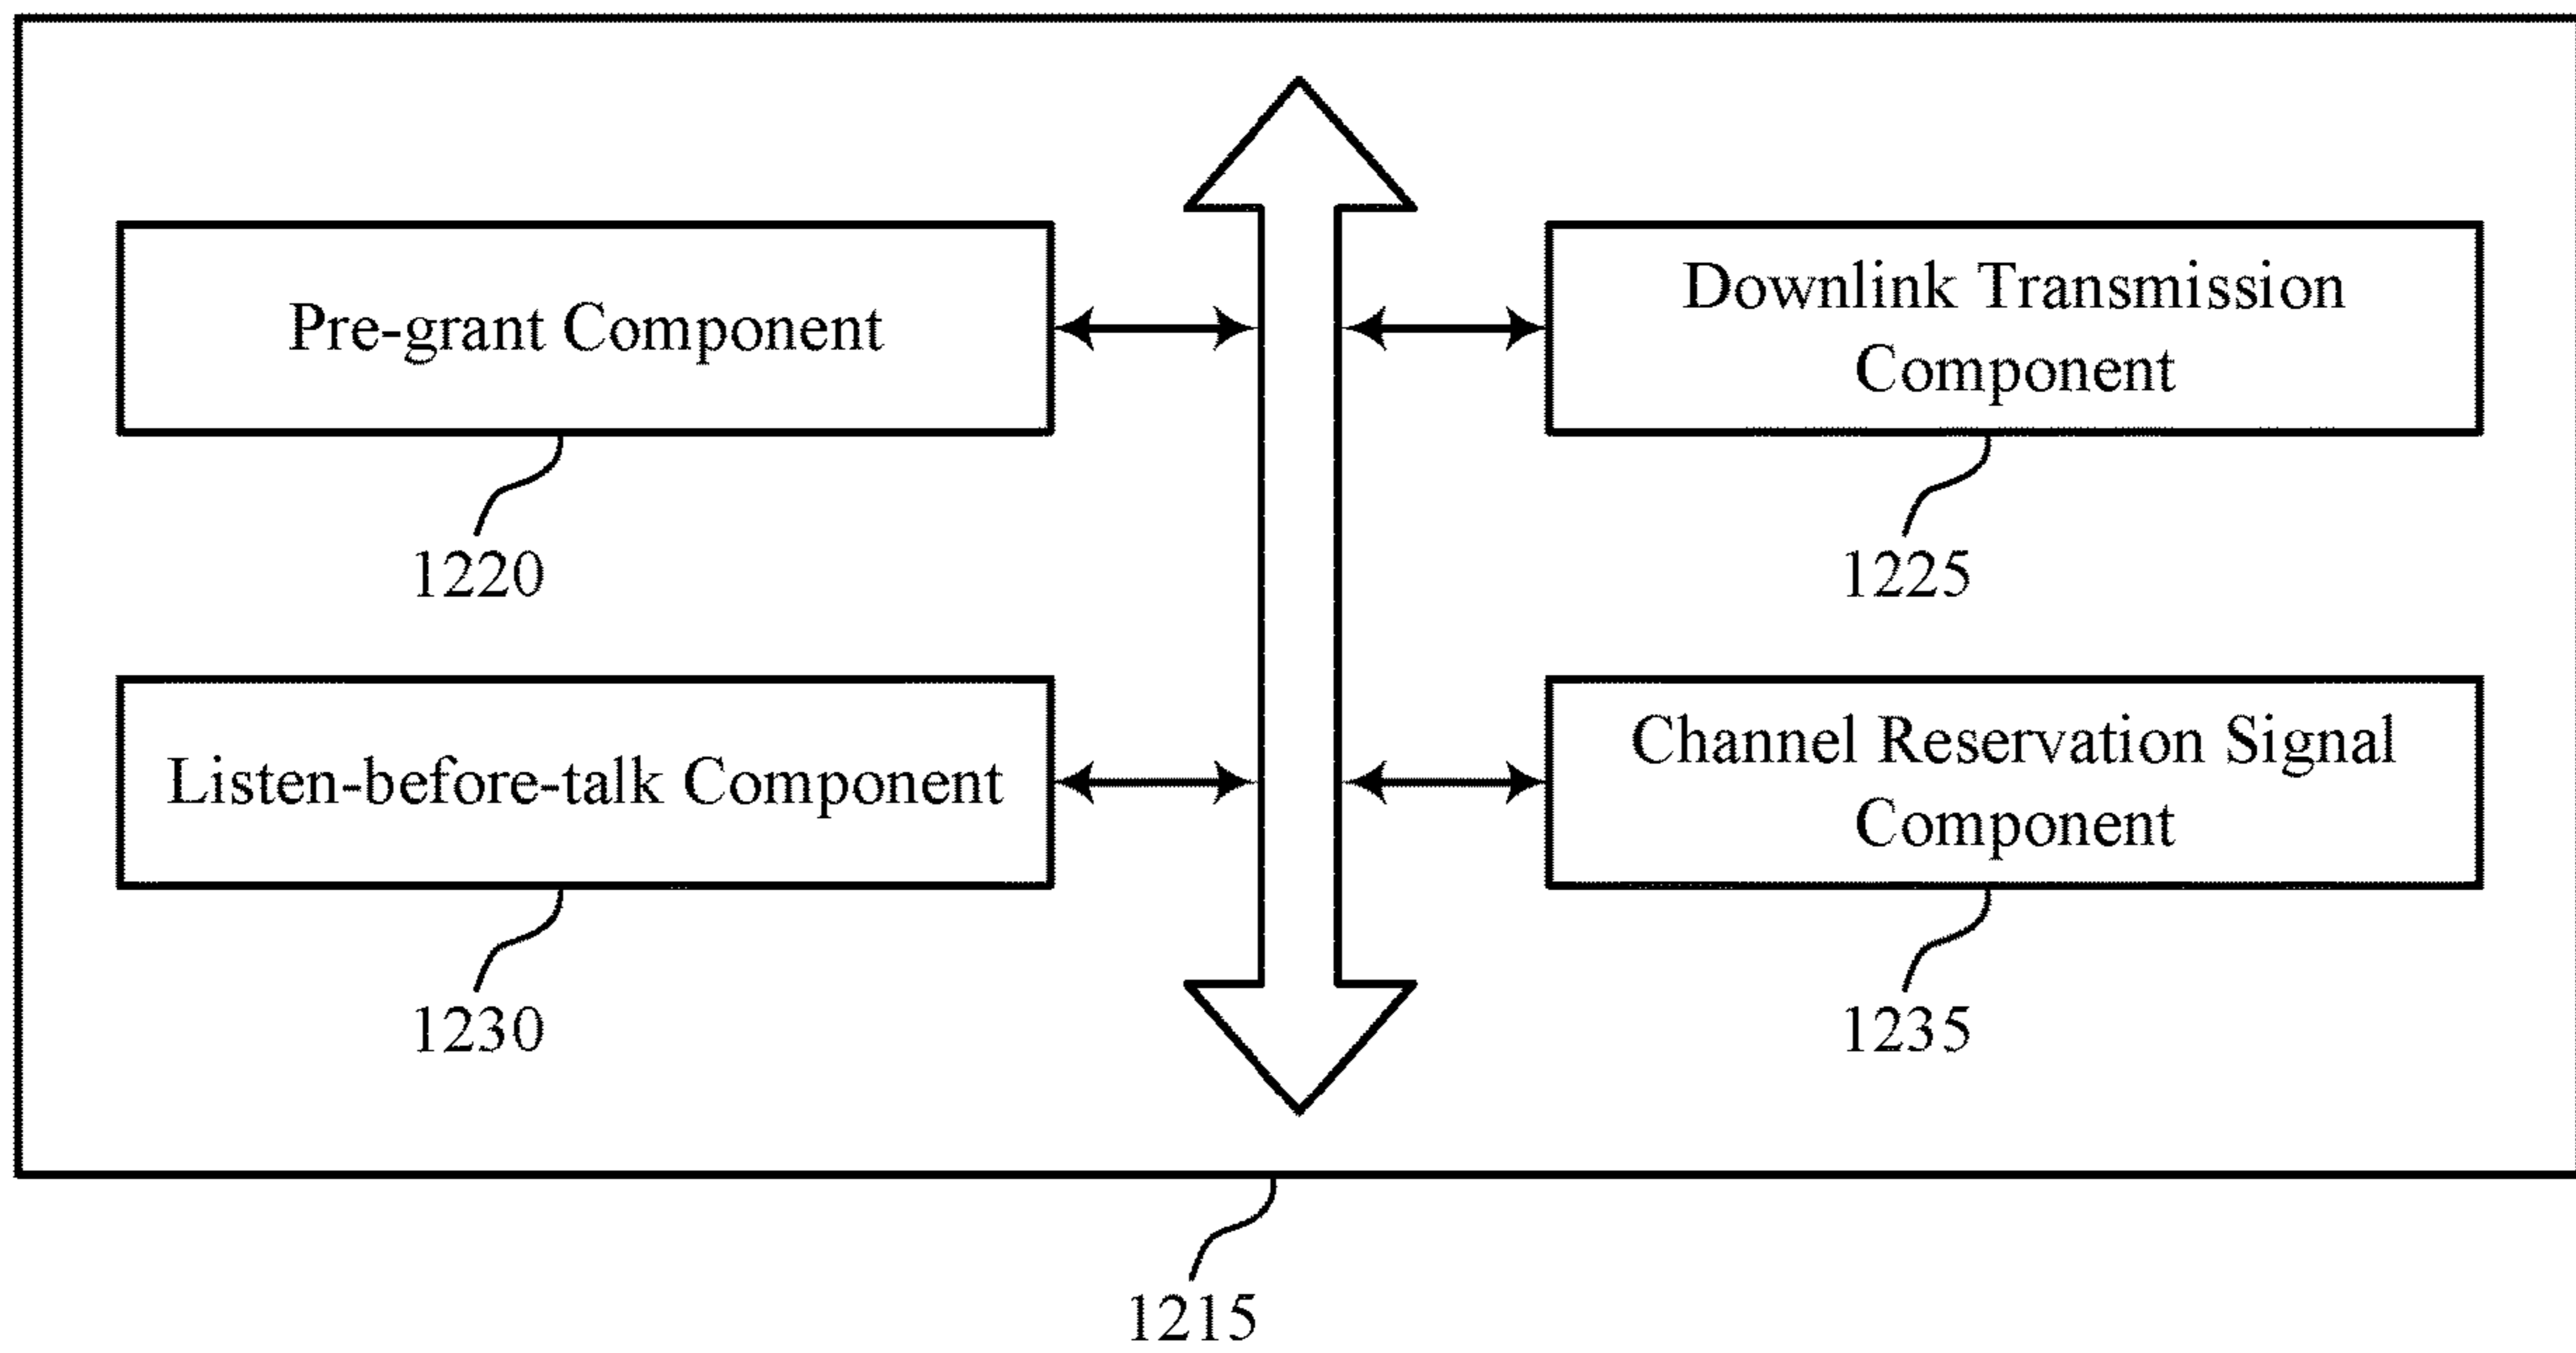 Pre-grant Component
1220
Downlink Transmission
Component
1225
Listen-before-talk Component
1230
Channel Reservation Signal
Component
1235
1215